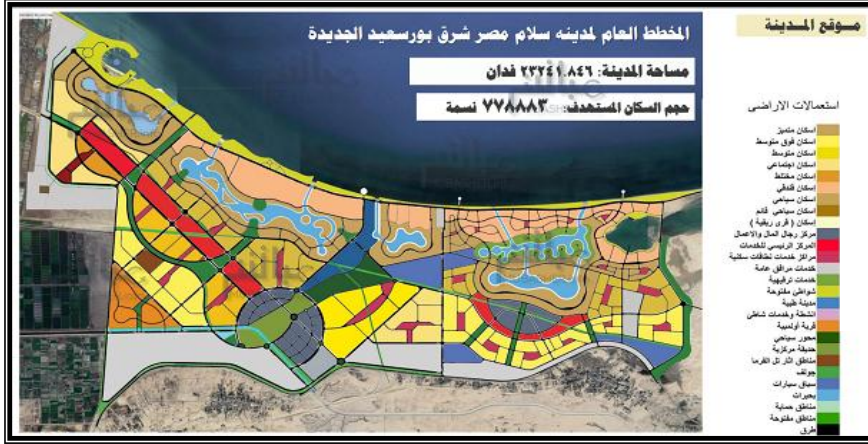 المخطط العام لمدينه سلام مصر شرق بورسعيد الجديدة
مساحة المدينة: ٢٣٢٤١.٨٤٦ فدان
حجم السكان المستهدف: ٧٧٨٨٨٣ نسمة
موقع المدينة
استعمالات الاراضى
اسكان متميز
اسكان فوق متوسط
اسكان متوسط
اسكان اجتماعي
اسكان مختلط
اسكان فندقي
اسكان سياحي
اسكان سياحي قائم
اسكان ( قرى ريفية )
مركز رجال المال والاعمال
المركز الرئيسي للخدمات
مراكز خدمات نطاقات سكنية
خدمات مرافق عامة
خدمات ترفيهية
شواطئ مفتوحة
مدينة طبية
انشطة وخدمات شاطئ
قرية أولمبية
محور سياحي
حديقة مركزية
مناطق اثار تل الفرما
جولف
سباق سيارات
بحيرات
مناطق حماية
مناطق مفتوحة
طرق